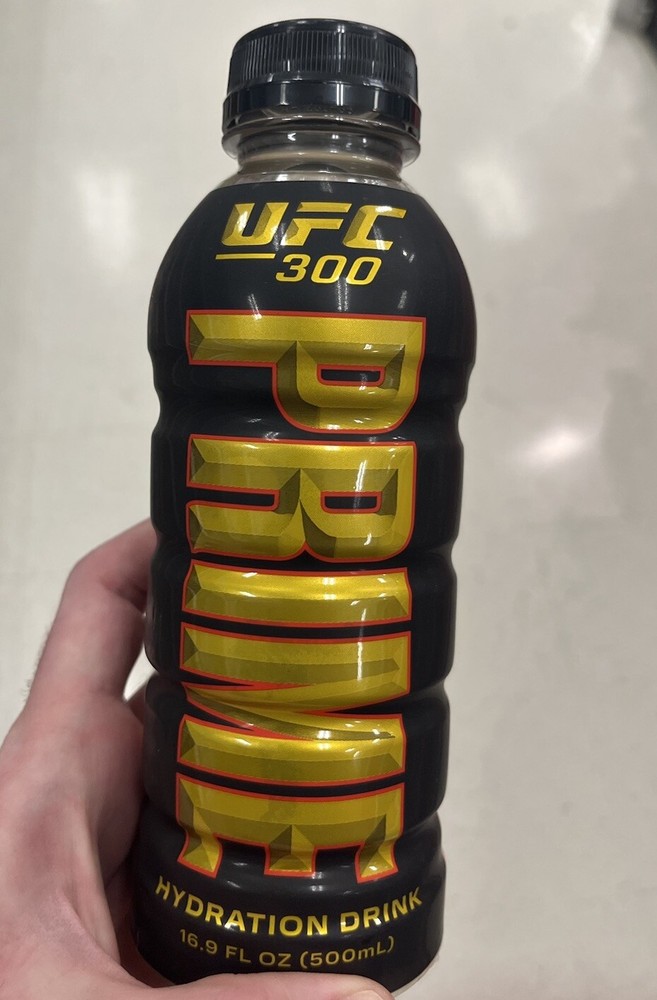 UFC
300
PRIME
HYDRATION DRINK
16.9 FL OZ (500mL)